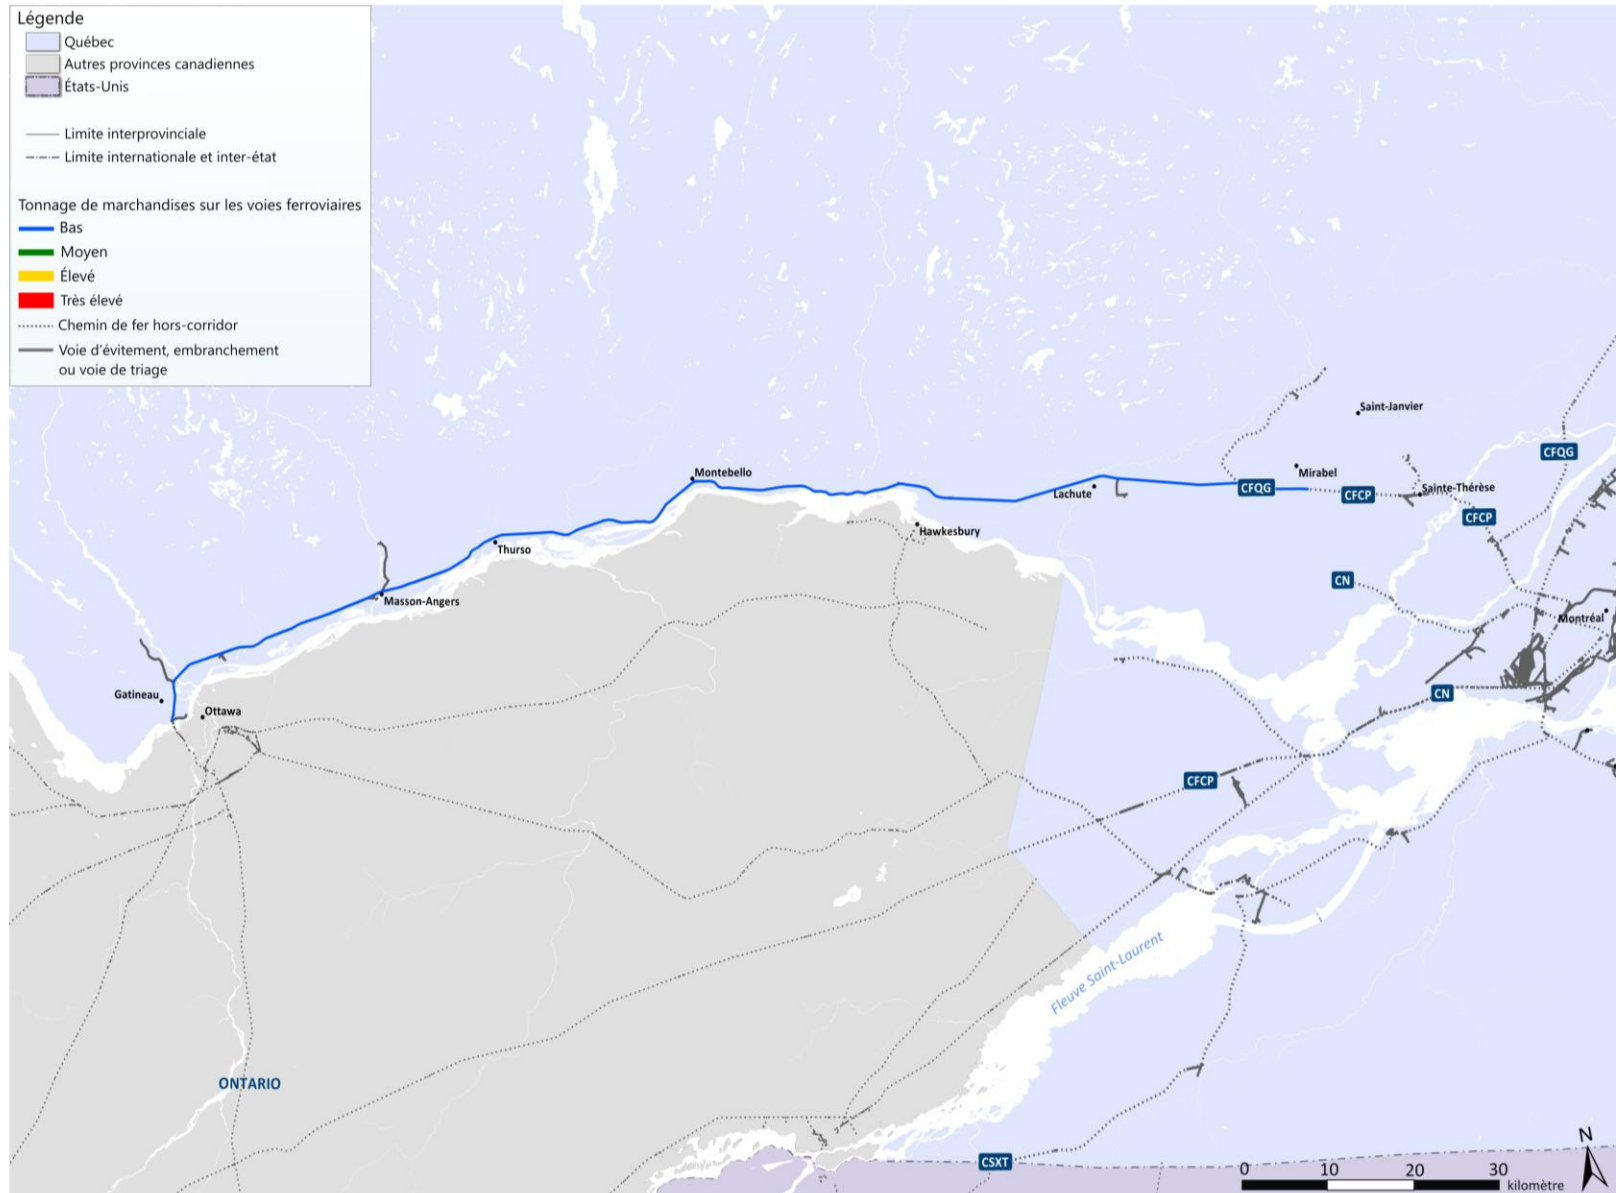 Légende
Québec
Autres provinces canadiennes
États-Unis
Limite interprovinciale
Limite internationale et inter-état
Tonnage de marchandises sur les voies ferroviaires
Bas
Moyen
Élevé
Très élevé
Chemin de fer hors-corridor
Voie d'évitement, embranchement
ou voie de triage
Saint-Janvier
CFQG
Montebello
Mirabel
Lachute
CFQG
CFCP
Sainte-Thérèse
CFCP
Hawkesbury
Thurso
CN
Masson-Angers
Montréal
Gatineau
Ottawa
CN
CFCP
Fleuve Saint-Laurent
ONTARIO
CSXT
N
0 10 20 30
kilomètre